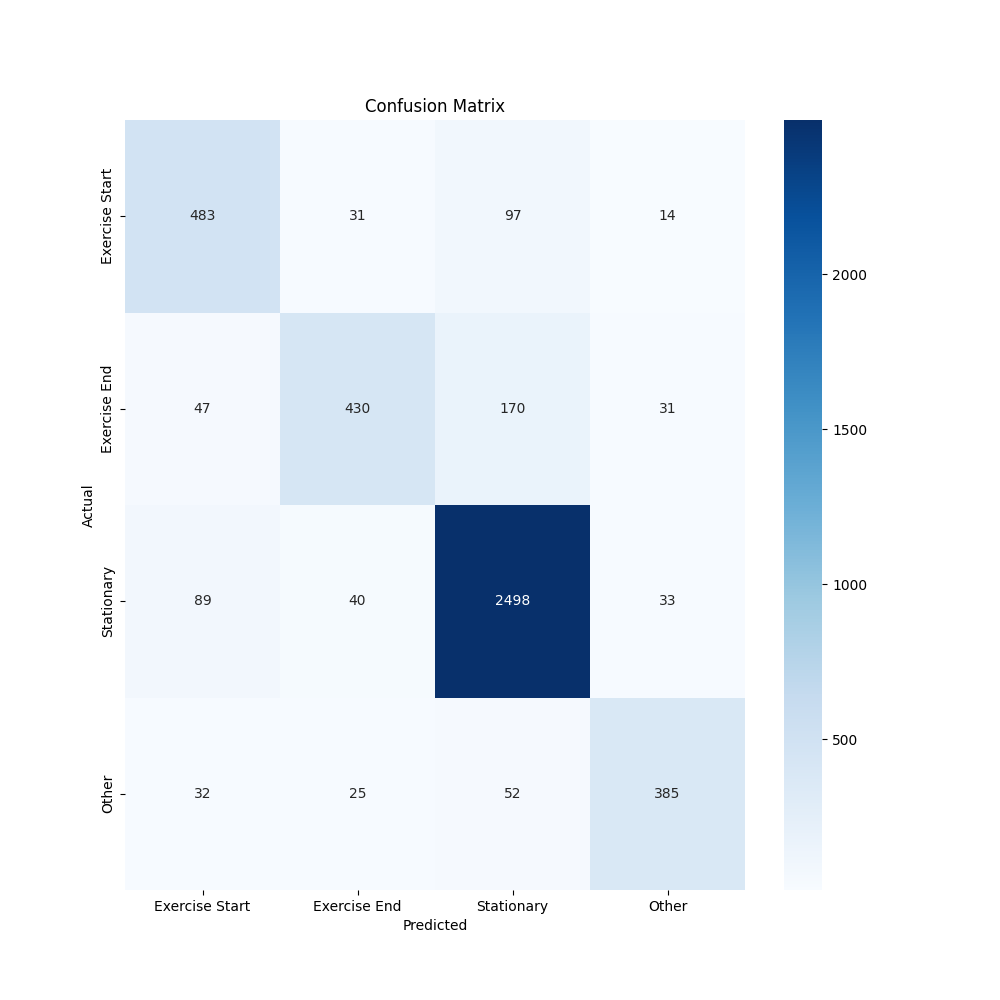 Confusion Matrix
Exercise Start
483 31 97 14
Exercise End
47 430 170 31
Stationary
89 40 2498 33
Other
32 25 52 385
Actual
Exercise Start Exercise End Stationary Other
Predicted
2000
1500
1000
500